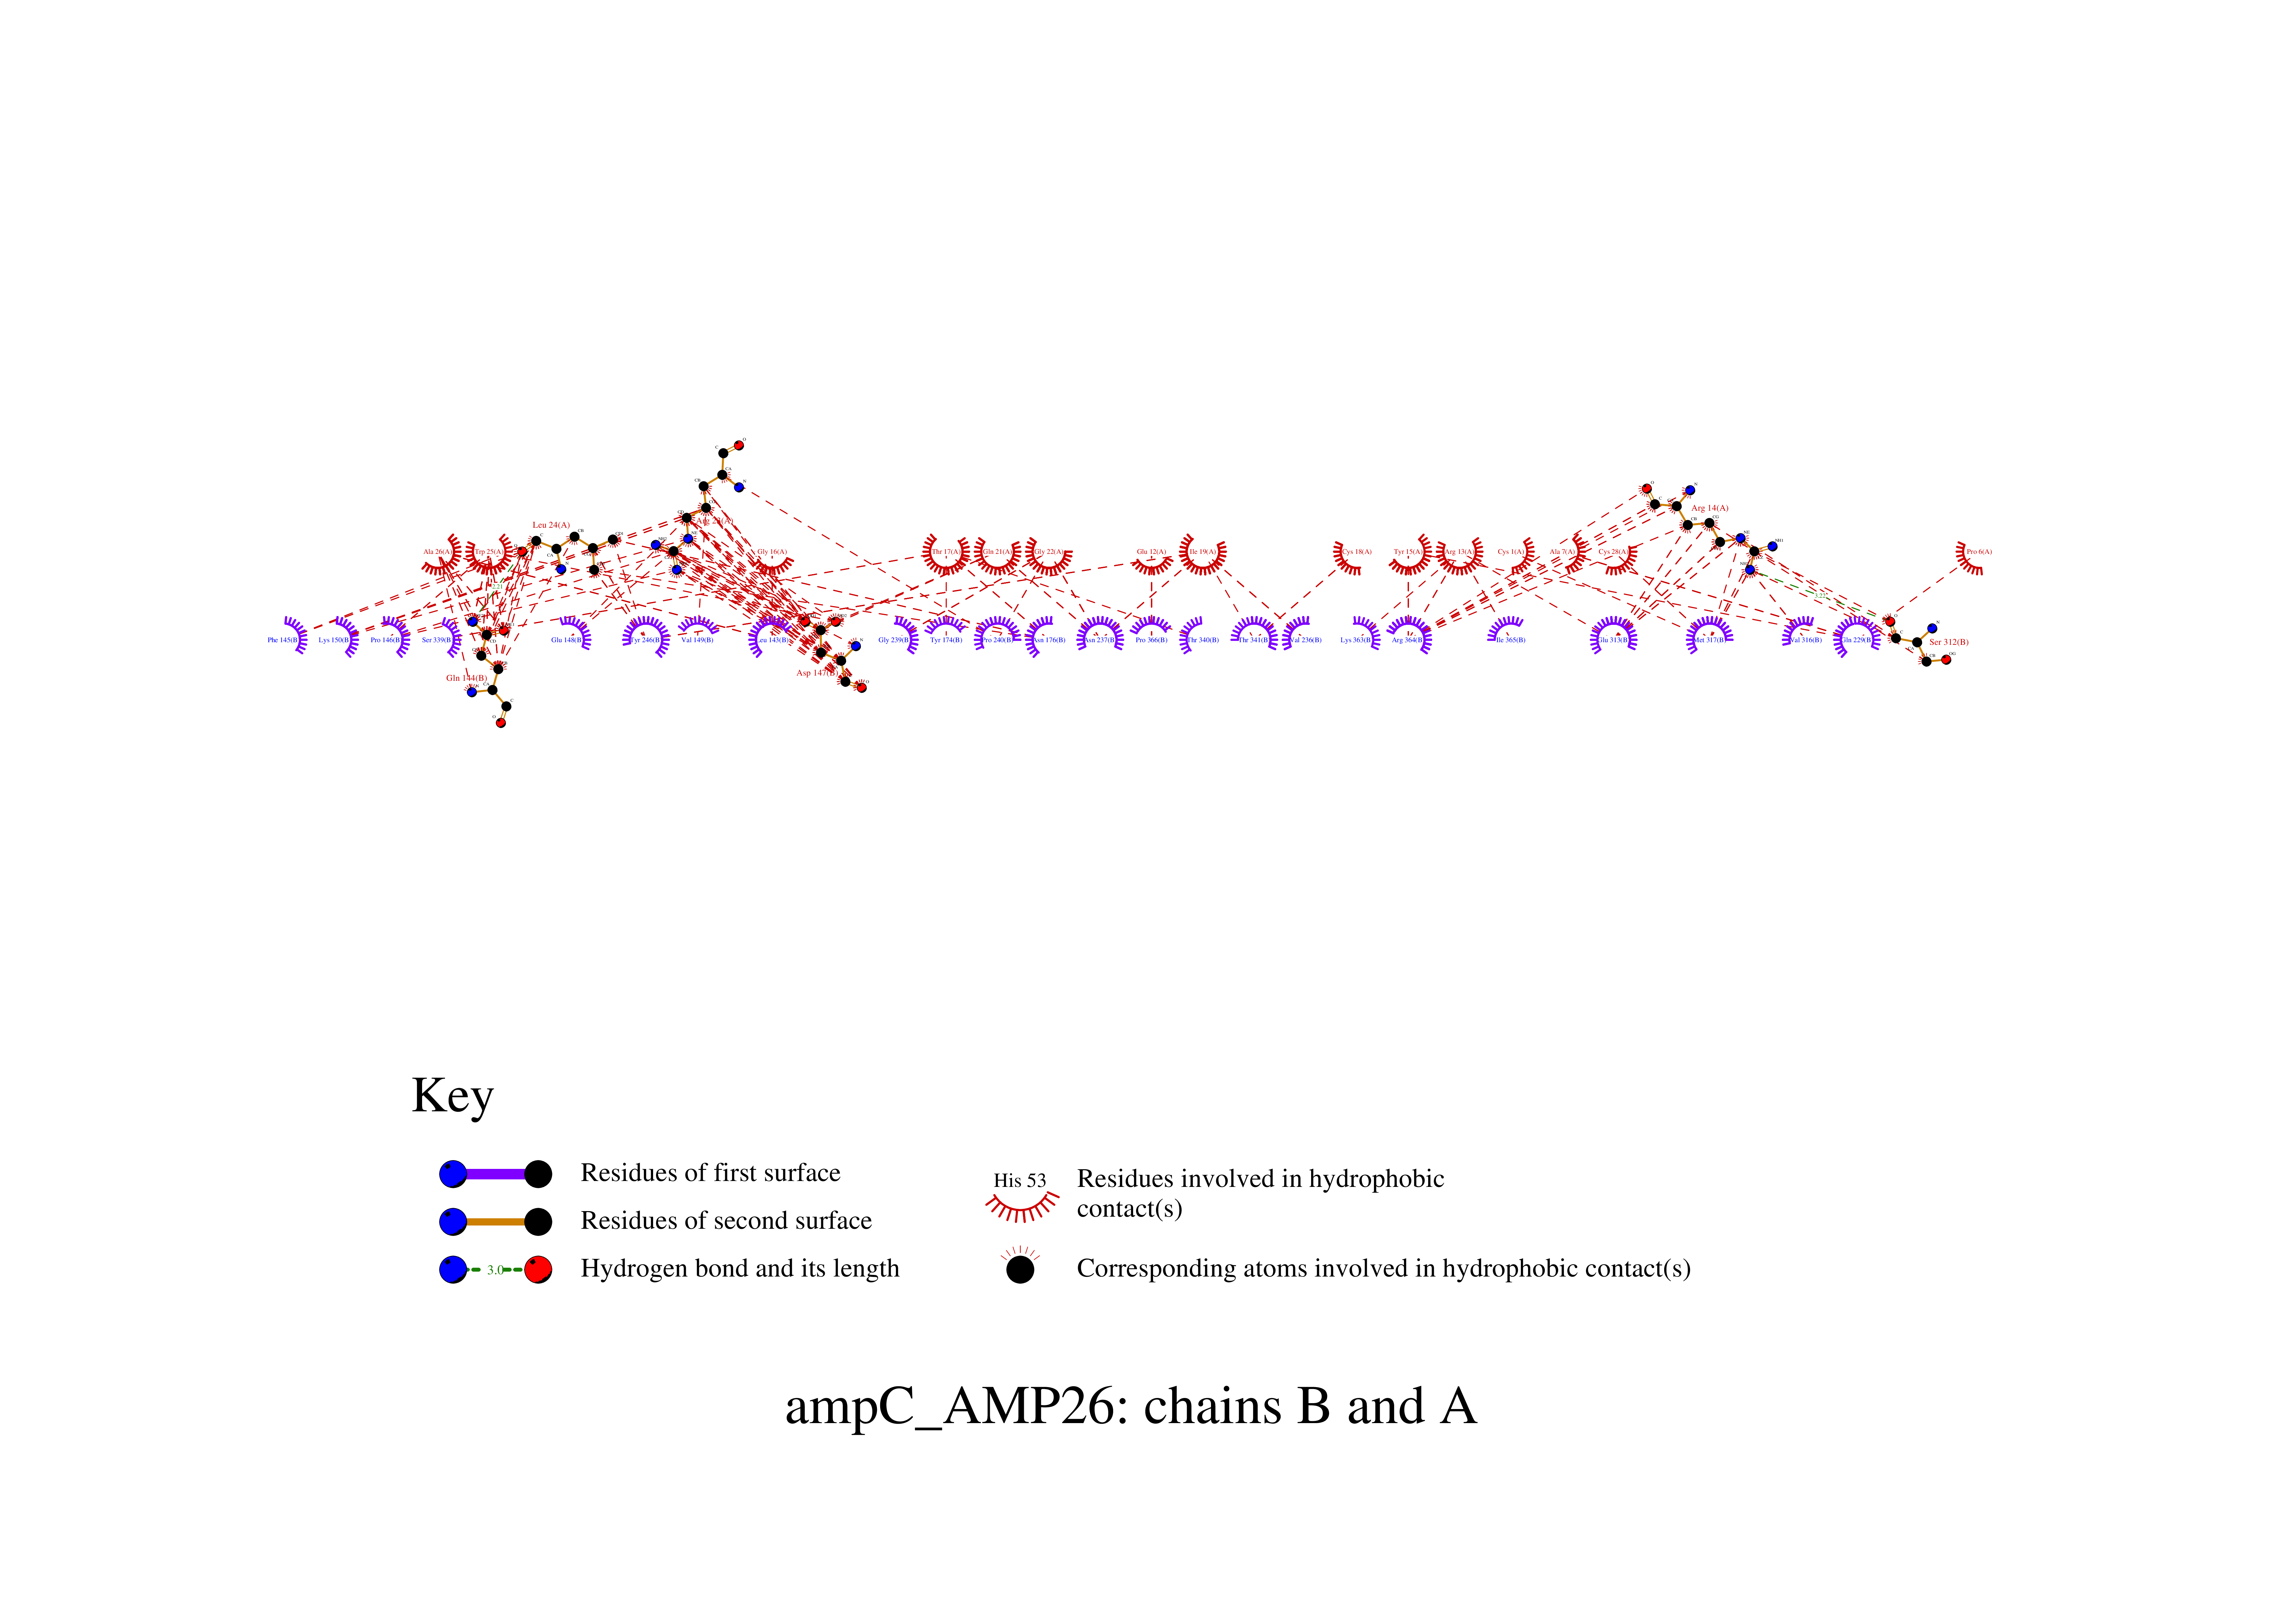 Leu 24(A)
Arg 23(A)
Arg 14(A)
Ala 26(A) Trp 25(A) Gly 16(A) Thr 17(A) Gln 21(A) Gly 22(A) Glu 12(A) Ile 19(A) Cys 18(A) Tyr 15(A) Arg 13(A) Cys 1(A) Ala 7(A) Cys 28(A) Pro 6(A)
Phe 145(B) Lys 150(B) Pro 146(B) Ser 339(B) Glu 148(B) Tyr 246(B) Val 149(B) Leu 143(B) Gly 239(B) Tyr 174(B) Pro 240(B) Asn 176(B) Asn 237(B) Pro 366(B) Thr 340(B) Thr 341(B) Val 236(B) Lys 363(B) Arg 364(B) Ile 365(B) Glu 313(B) Met 317(B) Val 316(B) Gln 229(B) Ser 312(B)
Gln 144(B) Asp 147(B)
Key
Residues of first surface
Residues of second surface
3.0 Hydrogen bond and its length
His 53 Residues involved in hydrophobic
contact(s)
Corresponding atoms involved in hydrophobic contact(s)
ampC_AMP26: chains B and A